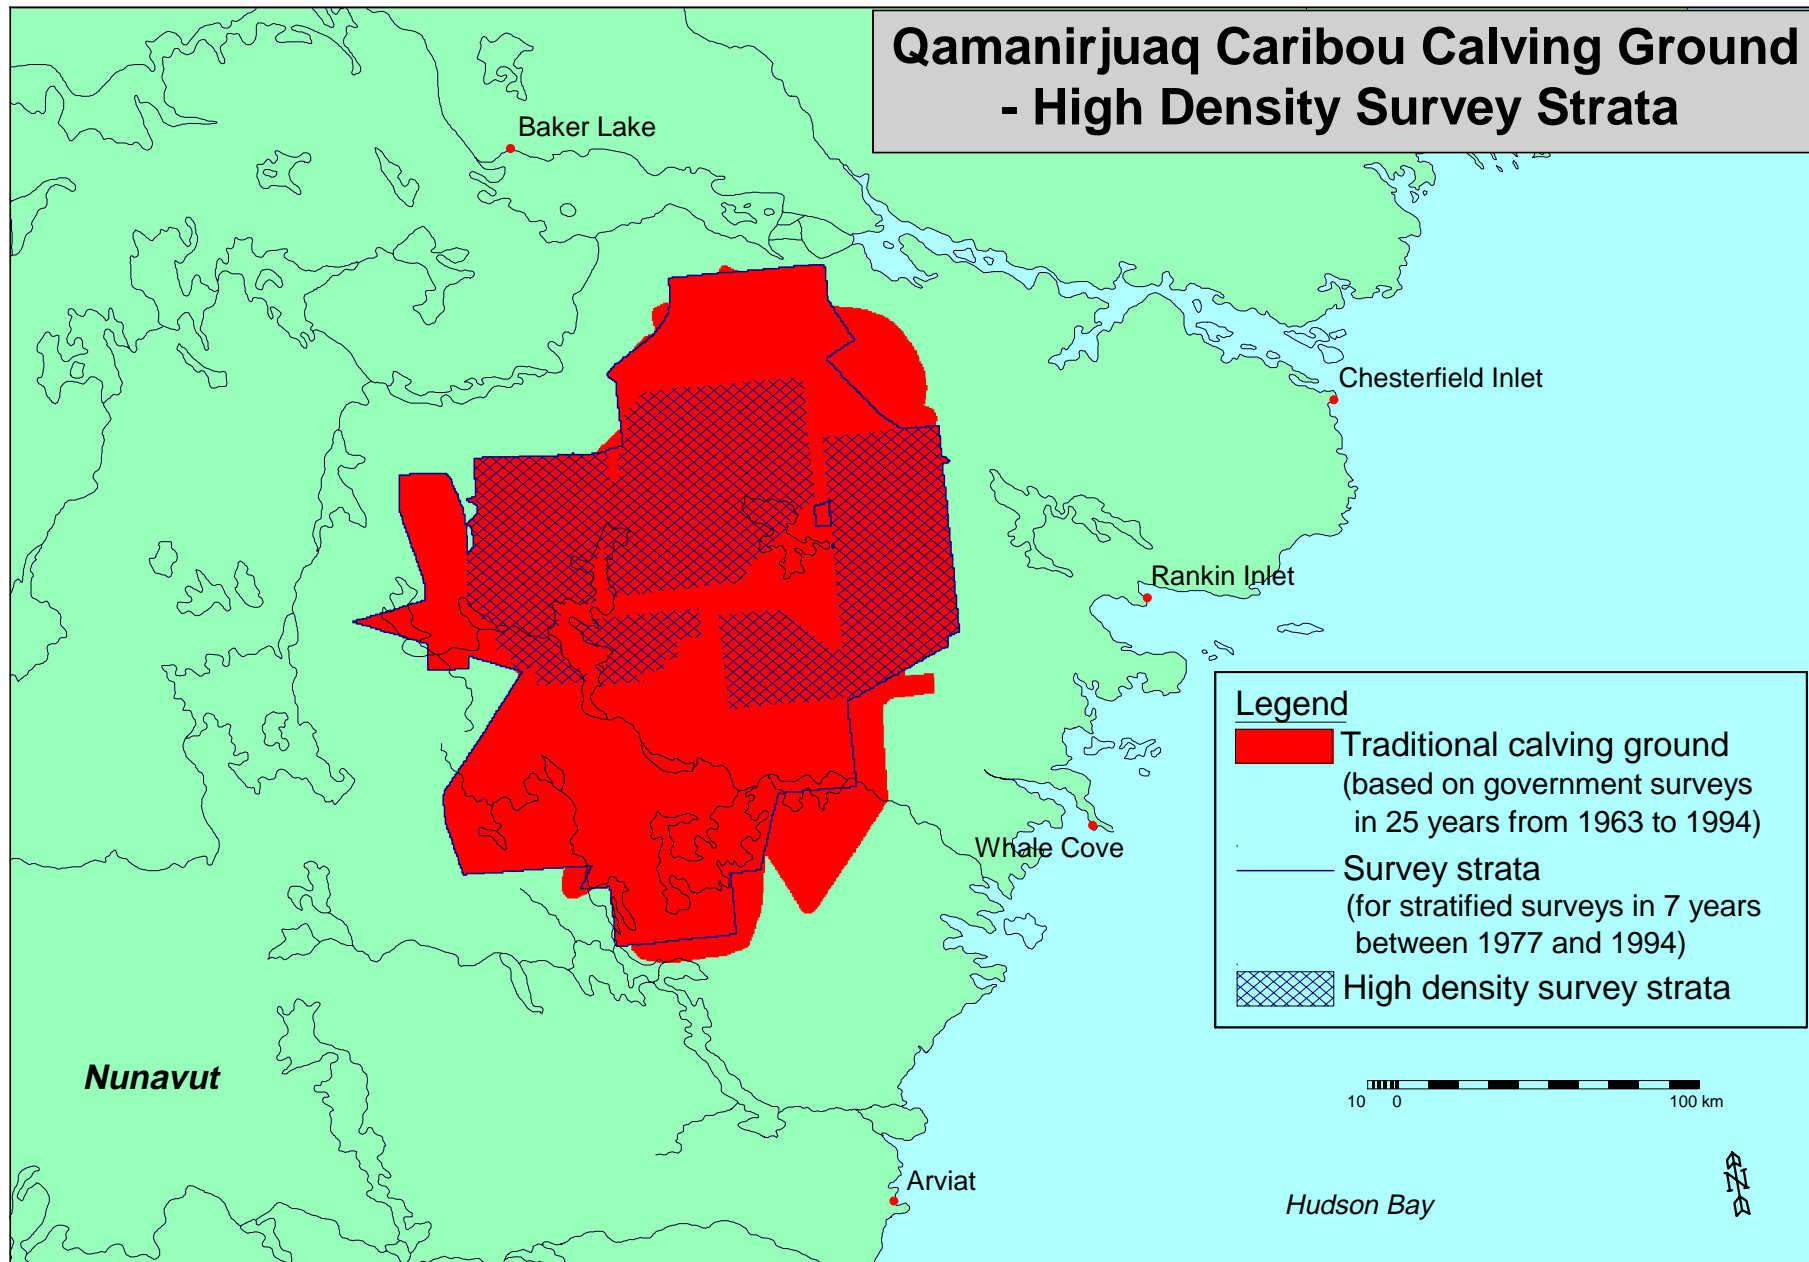 Qamanirjuaq Caribou Calving Ground
- High Density Survey Strata
Baker Lake
Chesterfield Inlet
Rankin Inlet
Whale Cove
Legend
Traditional calving ground
(based on government surveys
in 25 years from 1963 to 1994)
Survey strata
(for stratified surveys in 7 years
between 1977 and 1994)
High density survey strata
Nunavut
10 0 100 km
N
Arviat
Hudson Bay